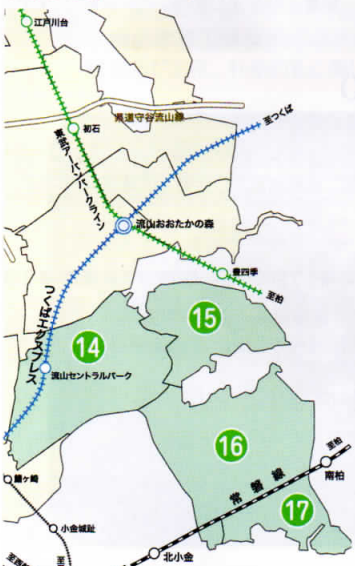 江戸川台
県道守谷流山線
初石
至つくば
東武アーバンパークライン
流山おおたかの森
豊四季
至柏
つくばエクスプレス
15
14
流山セントラルパーク
16
至柏
南柏
常磐線
17
鰭ヶ崎
小金城趾
北小金